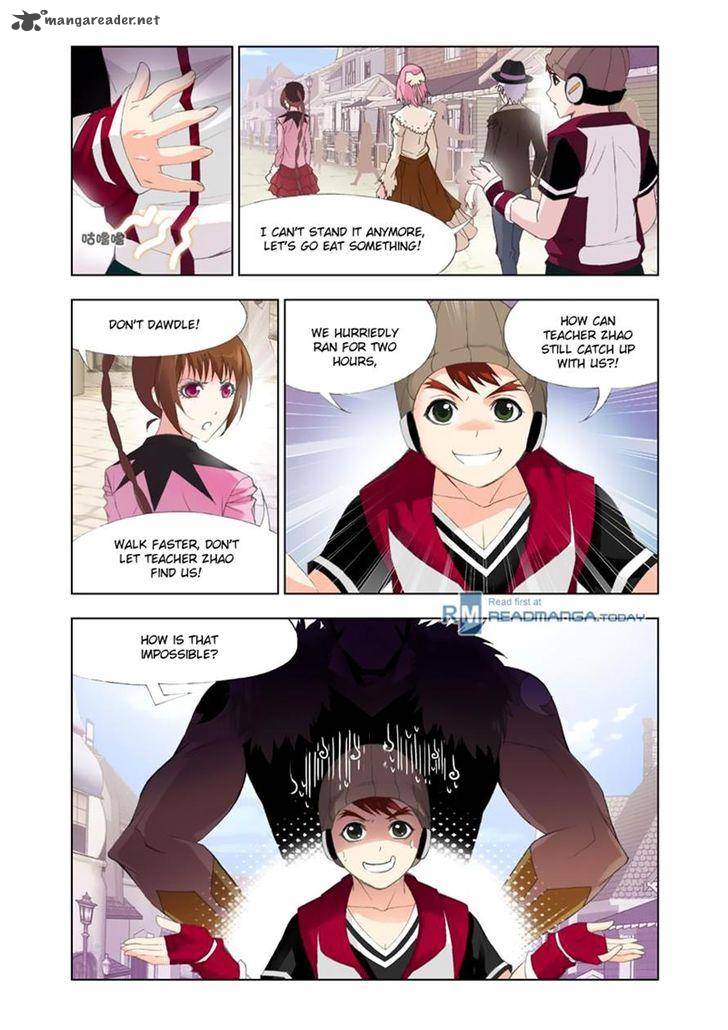 mangareader.net
咕噜噜
I CAN'T STAND IT ANYMORE,
LET'S GO EAT SOMETHING!
DON'T DAWDLE!
WALK FASTER, DON'T
LET TEACHER ZHAO
FIND US!
WE HURRIEDLY
RAN FOR TWO
HOURS,
HOW CAN
TEACHER ZHAO
STILL CATCH UP
WITH US?!
RM Read first at
READMANGA.TODAY
HOW IS THAT
IMPOSSIBLE?